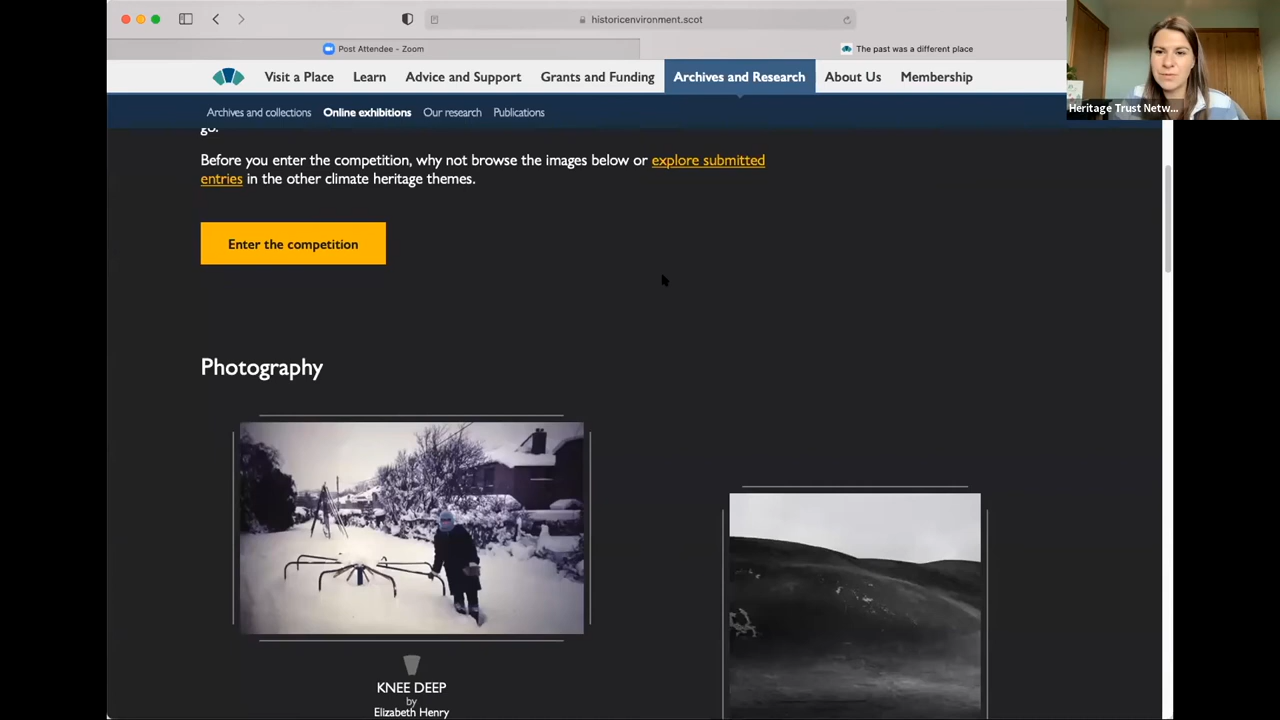 historicenvironment.scot
Post Attendee - Zoom
The past was a different place
Visit a Place
Learn
Advice and Support
Grants and Funding
Archives and Research
About Us
Membership
Heritage Trust Netw...
Archives and collections
Online exhibitions
Our research
Publications
go.
Before you enter the competition, why not browse the images below or explore submitted
entries in the other climate heritage themes.
Enter the competition
Photography
KNEE DEEP
by
Elizabeth Henry